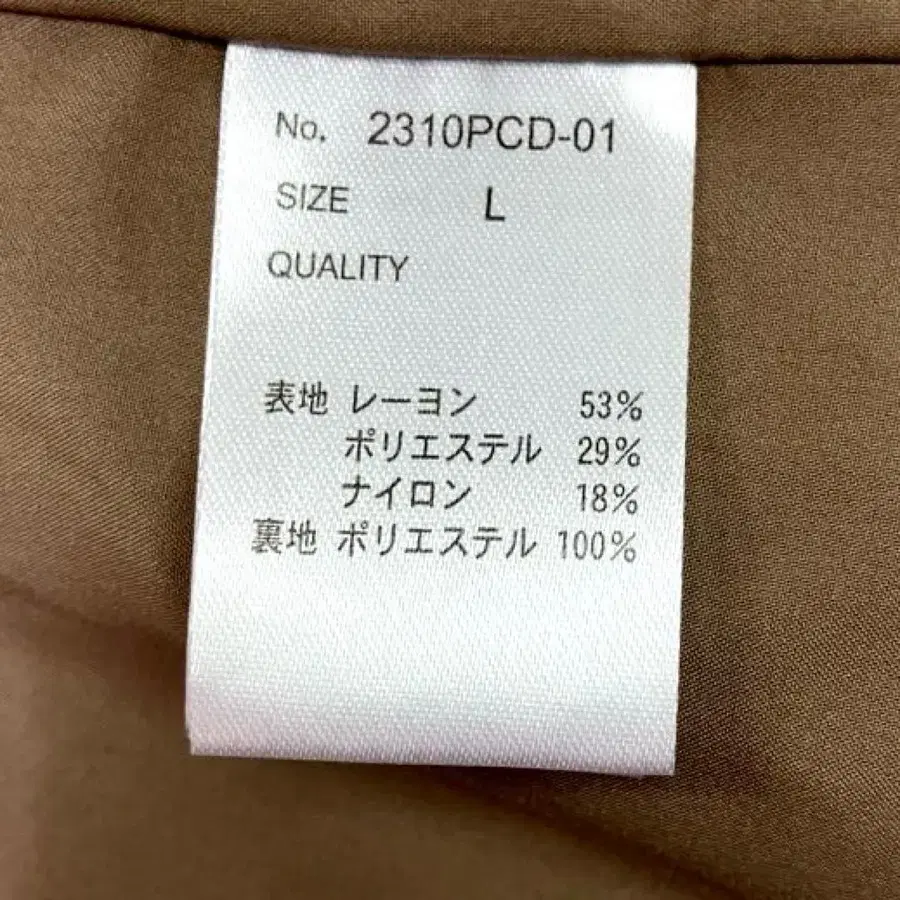 No. 2310PCD-01
SIZE L
QUALITY
表地 レーヨン 53%
ポリエステル 29%
ナイロン 18%
裏地 ポリエステル 100%